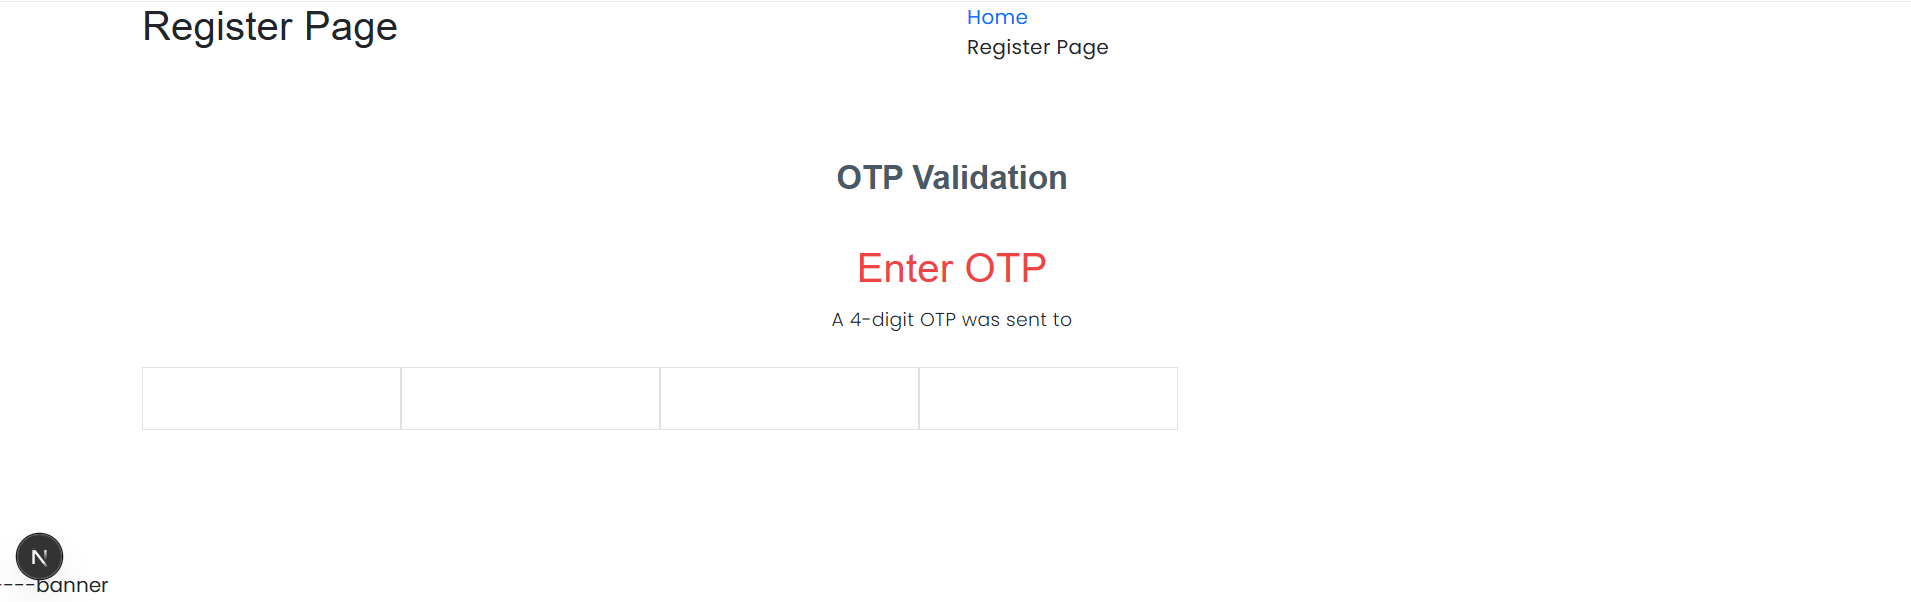 Register Page
Home
Register Page
OTP Validation
Enter OTP
A 4-digit OTP was sent to
N
----banner